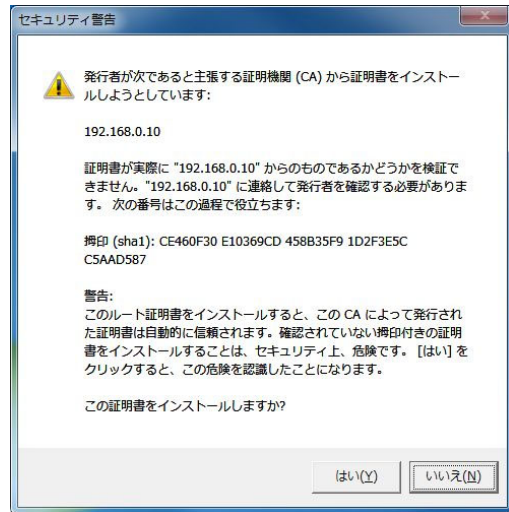 セキュリティ警告
発行者が次であると主張する証明機関 (CA) から証明書をインストー
ルしようとしています:
192.168.0.10
証明書が実際に "192.168.0.10" からのものであるかどうかを検証で
きません。"192.168.0.10" に連絡して発行者を確認する必要がありま
す。 次の番号はこの過程で役立ちます:
拇印 (sha1): CE460F30 E10369CD 458B35F9 1D2F3E5C
C5AAD587
警告:
このルート証明書をインストールすると、この CA によって発行され
た証明書は自動的に信頼されます。確認されていない拇印付きの証明
書をインストールすることは、セキュリティ上、危険です。 [はい] を
クリックすると、この危険を認識したことになります。
この証明書をインストールしますか?
はい(Y)
いいえ(N)